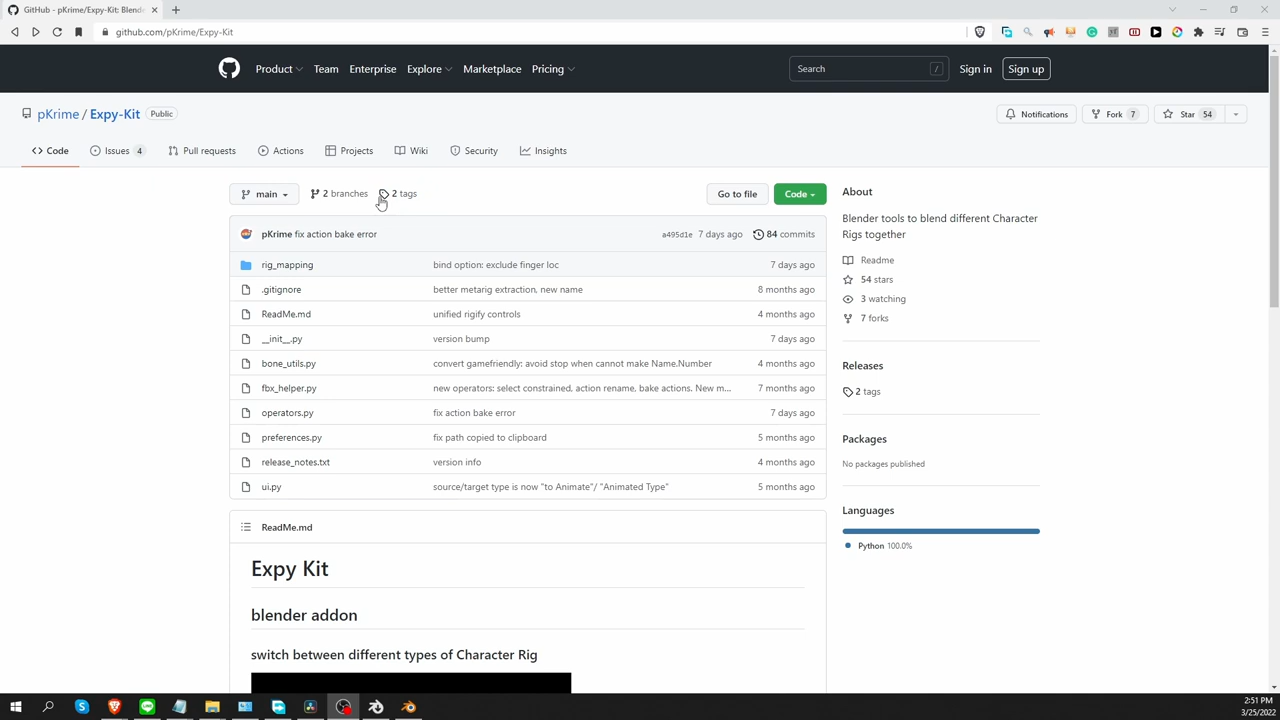 GitHub - pKrime/Expy-Kit: Blende
github.com/pKrime/Expy-Kit
Product
Team
Enterprise
Explore
Marketplace
Pricing
Search
/
Sign in
Sign up
pKrime / Expy-Kit
Public
Notifications
Fork 7
Star 54
Code
Issues 4
Pull requests
Actions
Projects
Wiki
Security
Insights
main
2 branches
2 tags
Go to file
Code
pKrime fix action bake error
a495d1e 7 days ago
84 commits
rig_mapping
bind option: exclude finger loc
7 days ago
.gitignore
better metarig extraction, new name
8 months ago
ReadMe.md
unified rigify controls
4 months ago
__init__.py
version bump
7 days ago
bone_utils.py
convert gamefriendly: avoid stop when cannot make Name.Number
4 months ago
fbx_helper.py
new operators: select constrained, action rename, bake actions. New m...
7 months ago
operators.py
fix action bake error
7 days ago
preferences.py
fix path copied to clipboard
5 months ago
release_notes.txt
version info
4 months ago
ui.py
source/target type is now "to Animate"/ "Animated Type"
5 months ago
About
Blender tools to blend different Character
Rigs together
Readme
54 stars
3 watching
7 forks
Releases
2 tags
Packages
No packages published
Languages
Python 100.0%
ReadMe.md
Expy Kit
blender addon
switch between different types of Character Rig
2:51 PM
3/25/2022